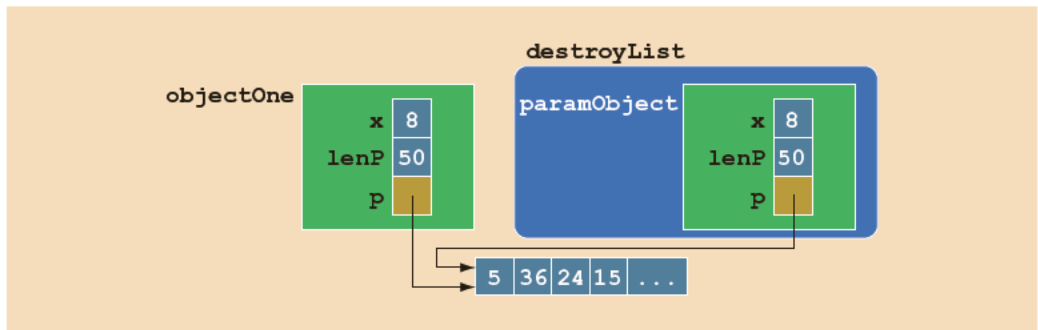 destroyList
objectOne
x 8
lenP 50
p
paramObject
x 8
lenP 50
p
5 36 24 15 ...